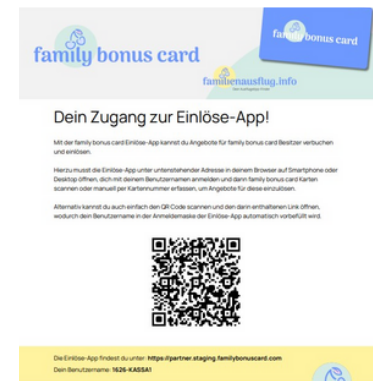 family bonus card
family bonus card
familienausflug.info
Dein Zugang zur Einlöse-App!
Mit der family bonus card Einlöse-App kannst du Angebote für family bonus card Besitzer verbuchen
und einlösen.
Hierzu musst die Einlöse-App unter untenstehender Adresse in deinem Browser auf Smartphone oder
Desktop öffnen, dich mit deinem Benutzernamen anmelden und dann family bonus card Karten
scannen oder manuell per Kartennummer erfassen, um Angebote für diese einzulösen.
Alternativ kannst du auch einfach den QR Code scannen und den darin enthaltenen Link öffnen,
wodurch dein Benutzername in der Anmeldemaske der Einlöse-App automatisch vorbefüllt wird.
Die Einlöse-App findest du unter: https://partner.staging.familybonuscard.com
Dein Benutzername: 1626-KASSA1